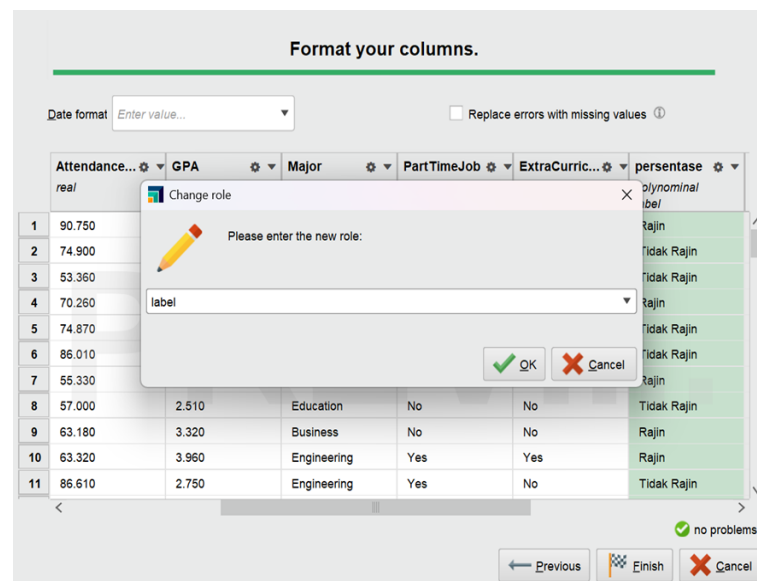 Format your columns.
Date format Enter value... Replace errors with missing values
Attendance... GPA Major PartTimeJob ExtraCurric... persentase
real polynominal
label
Change role
Please enter the new role:
label
OK Cancel
1 90.750 Rajin
2 74.900 Tidak Rajin
3 53.360 Tidak Rajin
4 70.260 Rajin
5 74.870 Tidak Rajin
6 86.010 Tidak Rajin
7 55.330 Rajin
8 57.000 2.510 Education No No Tidak Rajin
9 63.180 3.320 Business No No Rajin
10 63.320 3.960 Engineering Yes Yes Rajin
11 86.610 2.750 Engineering Yes No Tidak Rajin
no problems
Previous Finish Cancel